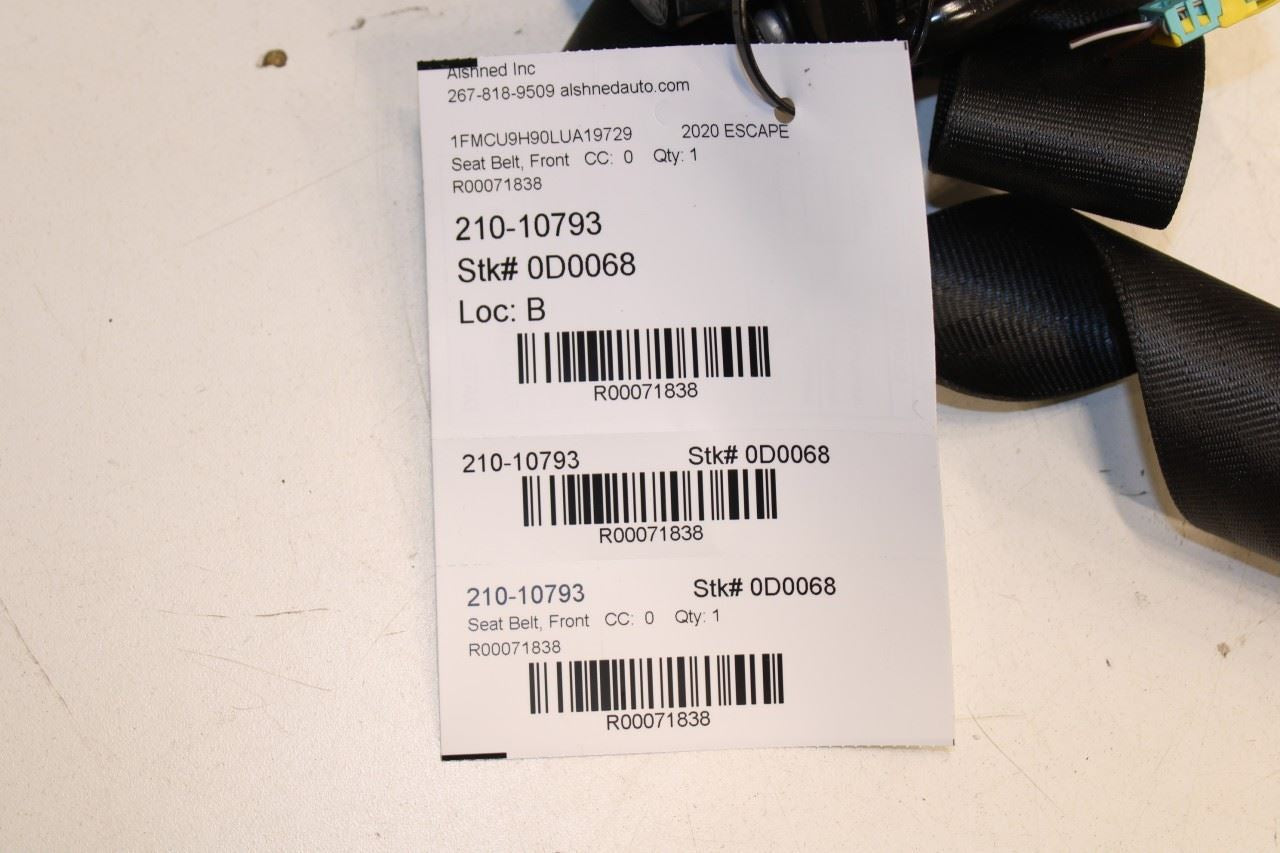 Alshned Inc
267-818-9509 alshnedauto.com
1FMCU9H90LUA19729 2020 ESCAPE
Seat Belt, Front CC: 0 Qty: 1
R00071838
210-10793
Stk# 0D0068
Loc: B
R00071838
210-10793 Stk# 0D0068
R00071838
210-10793 Stk# 0D0068
Seat Belt, Front CC: 0 Qty: 1
R00071838
R00071838